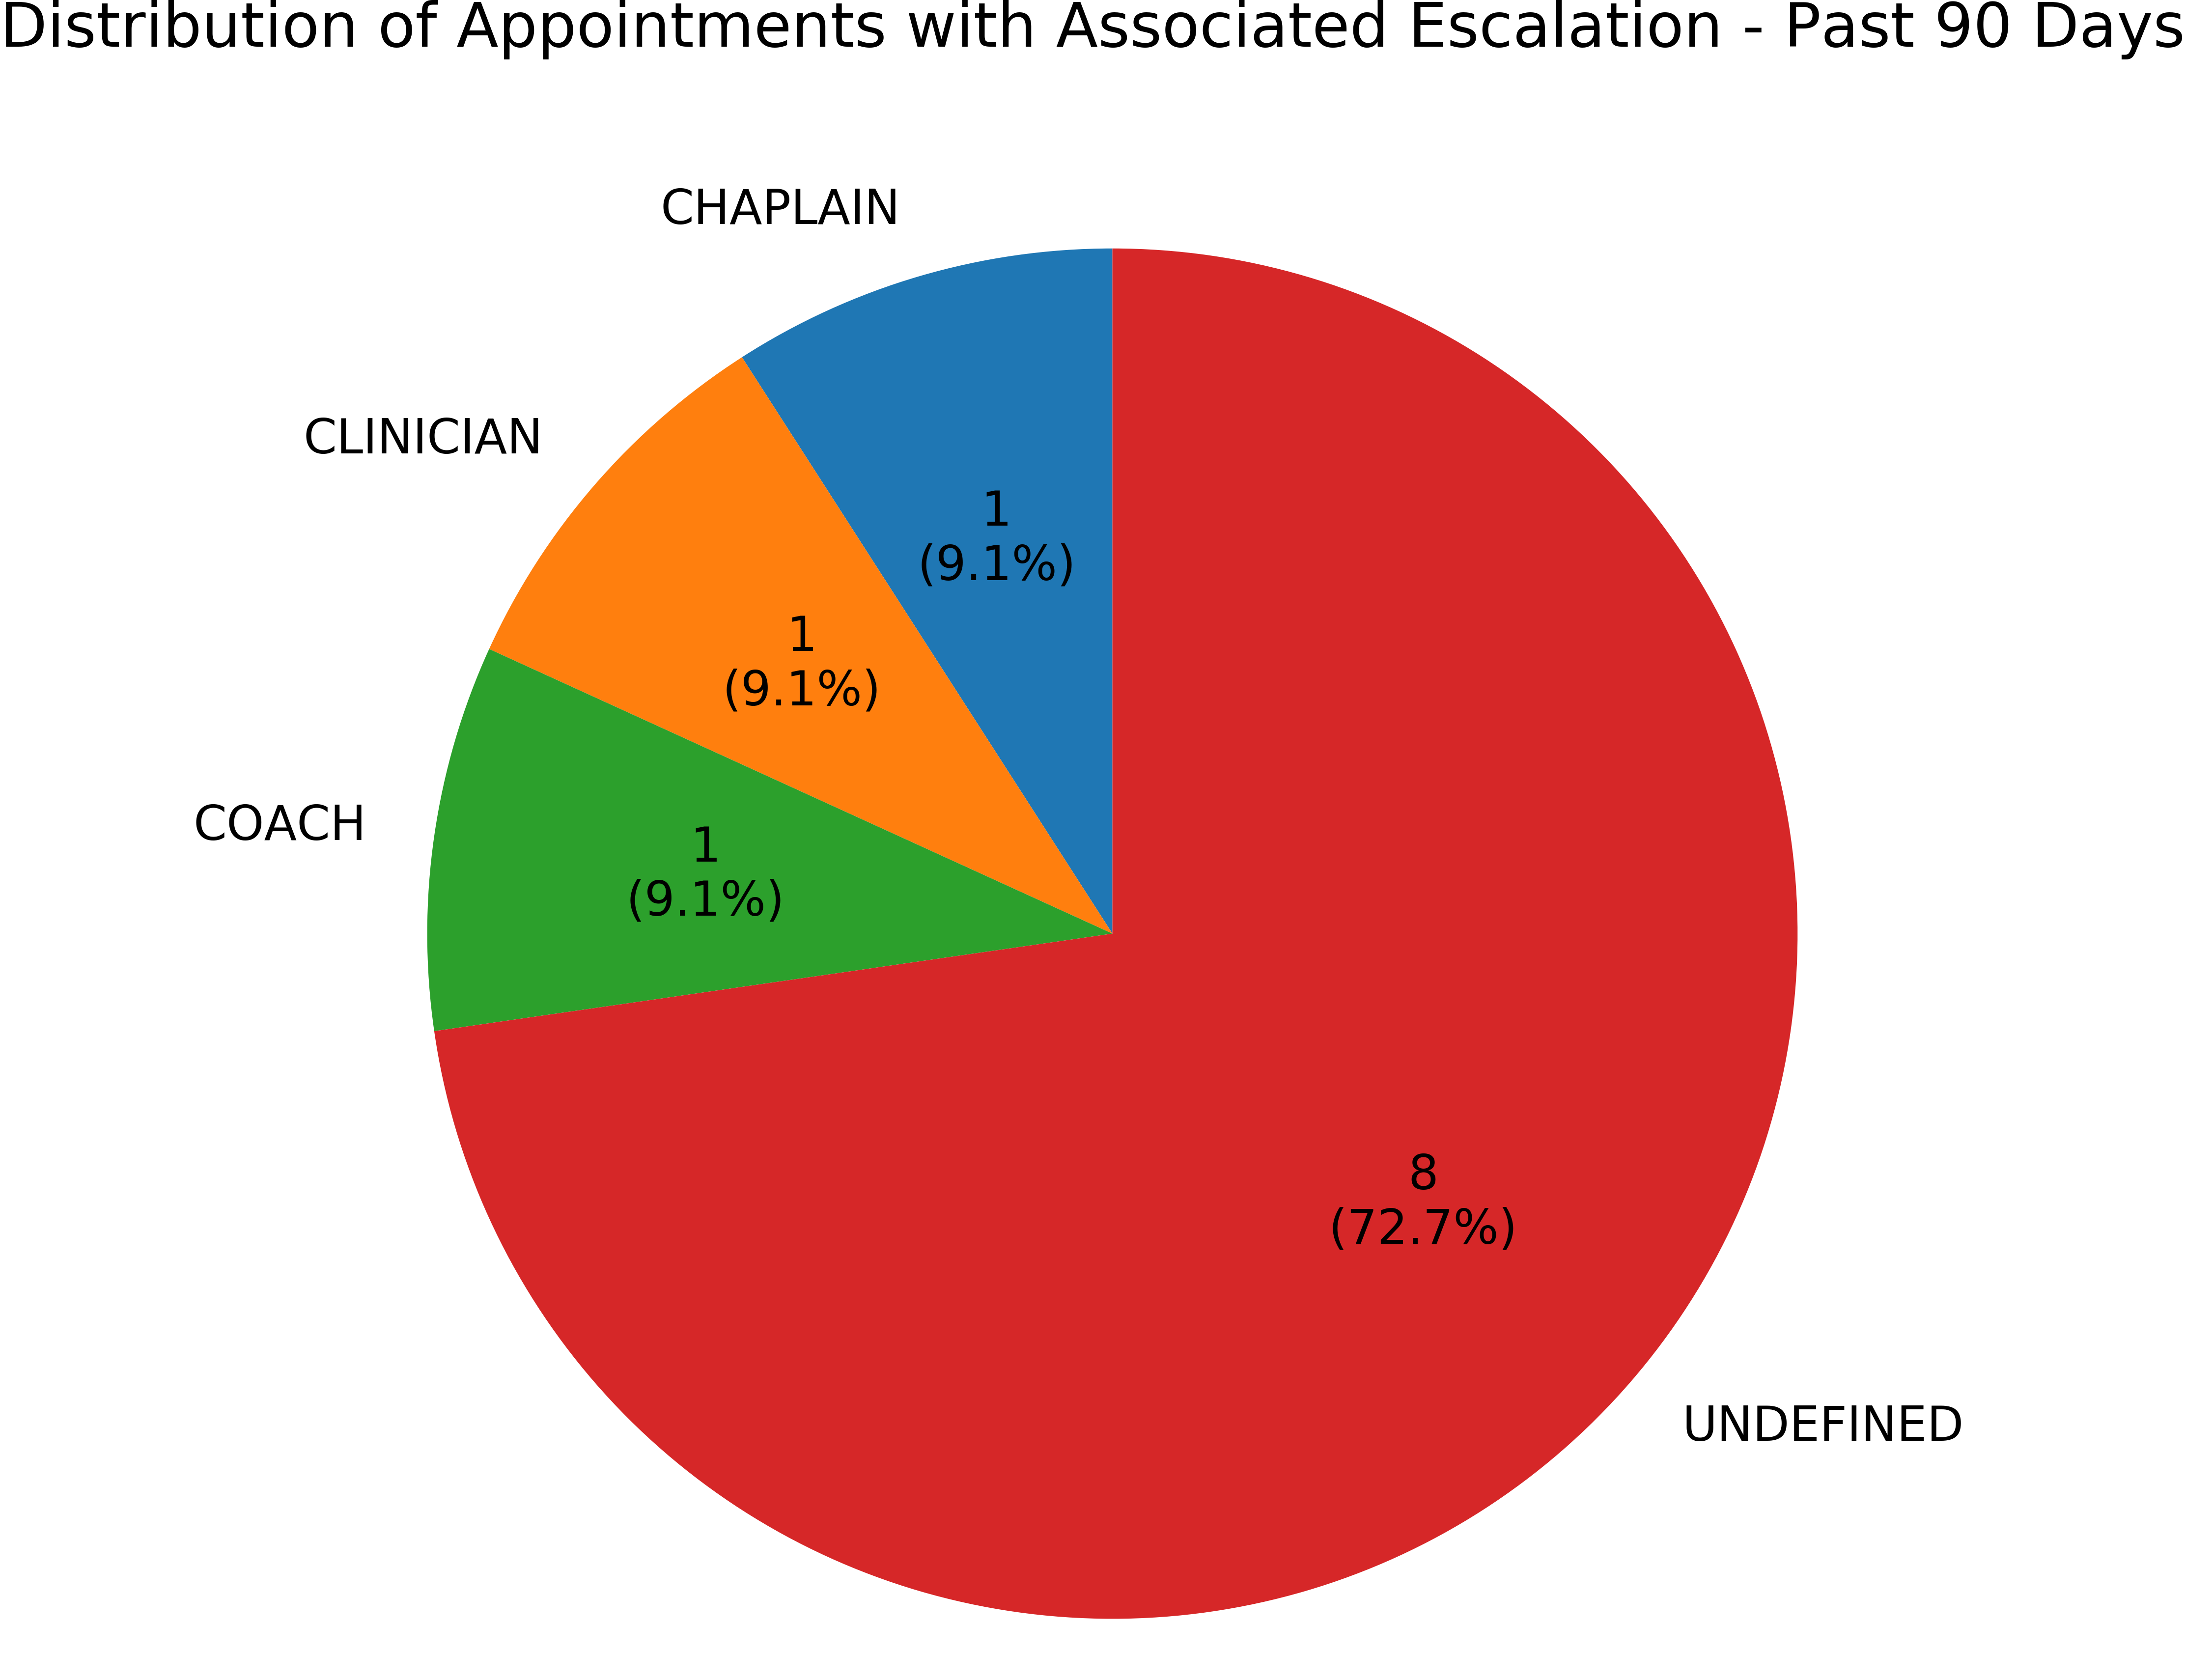 Distribution of Appointments with Associated Escalation - Past 90 Days
CHAPLAIN
CLINICIAN
1
(9.1%)
1
(9.1%)
COACH
1
(9.1%)
8
(72.7%)
UNDEFINED